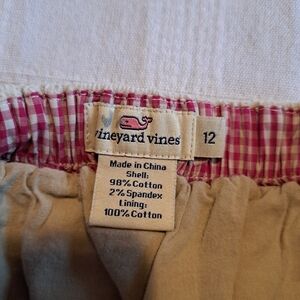 vineyard vines
12
Made in China
Shell:
98% Cotton
2% Spandex
Lining:
100% Cotton